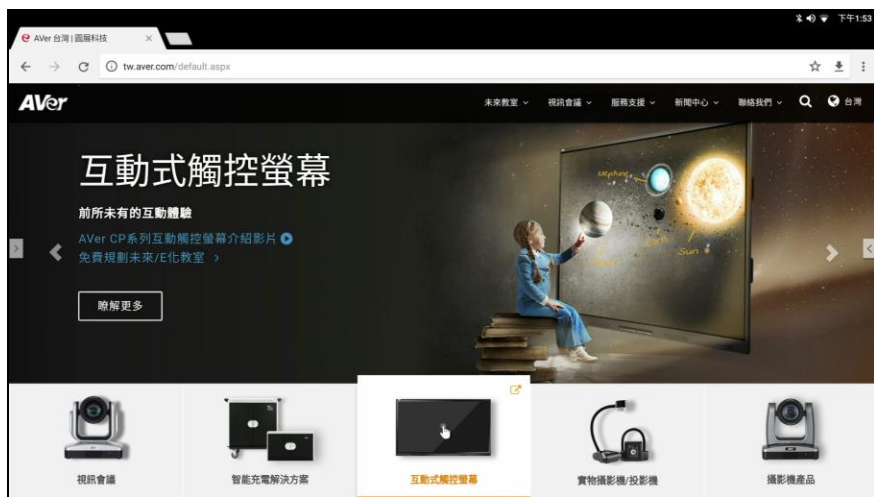 下午1:53
AVer 台灣 | 圓展科技
tw.aver.com/default.aspx
AVer
未來教室 視訊會議 服務支援 新聞中心 聯絡我們 台灣
互動式觸控螢幕
前所未有的互動體驗
AVer CP系列互動觸控螢幕介紹影片
免費規劃未來/E化教室 >
瞭解更多
Neptune
Earth
Sun
視訊會議
智能充電解決方案
互動式觸控螢幕
實物攝影機/投影機
攝影機產品